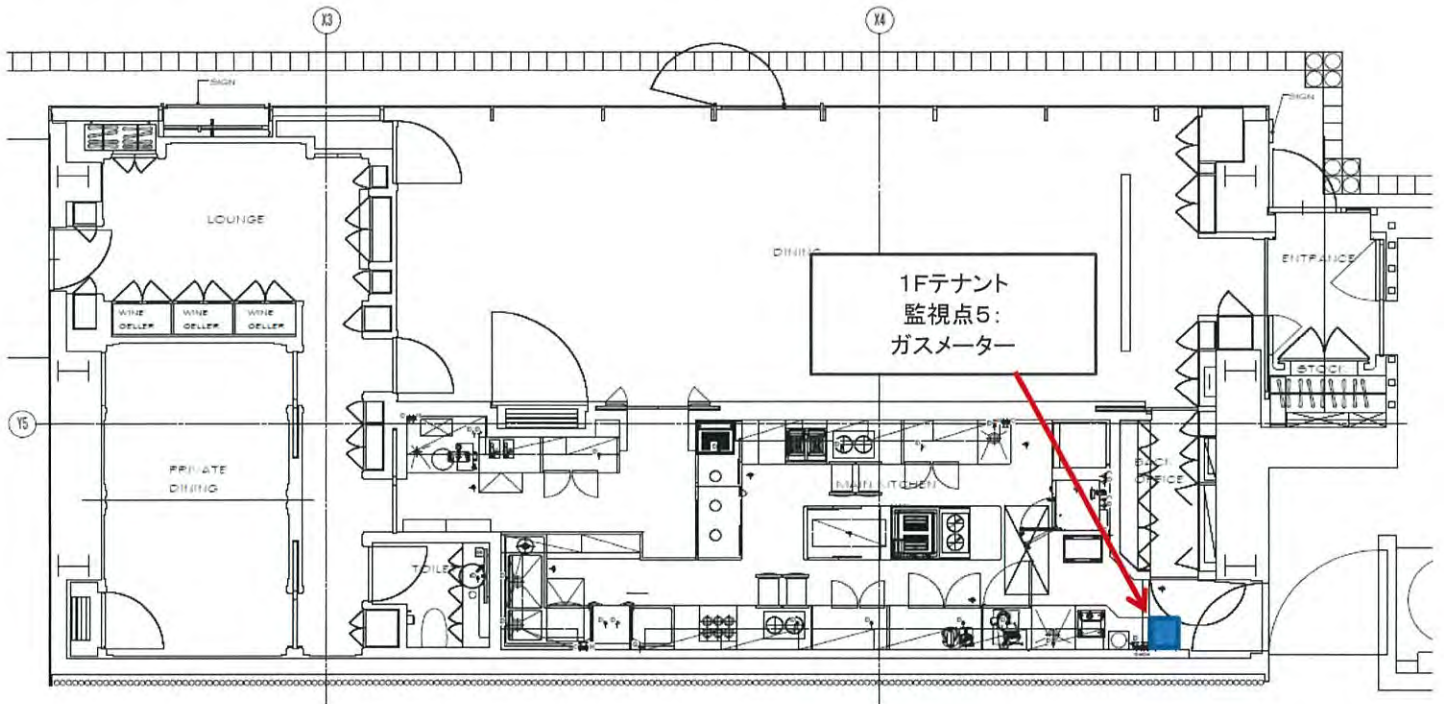 X3
X4
SIGN
SIGN
LOUNGE
DINING
ENTRANCE
1Fテナント
監視点5:
ガスメーター
WINE
CELLER
WINE
CELLER
WINE
CELLER
STOCK
Y5
PRIVATE
DINING
MAIN KITCHEN
BACK
OFFICE
TOILET